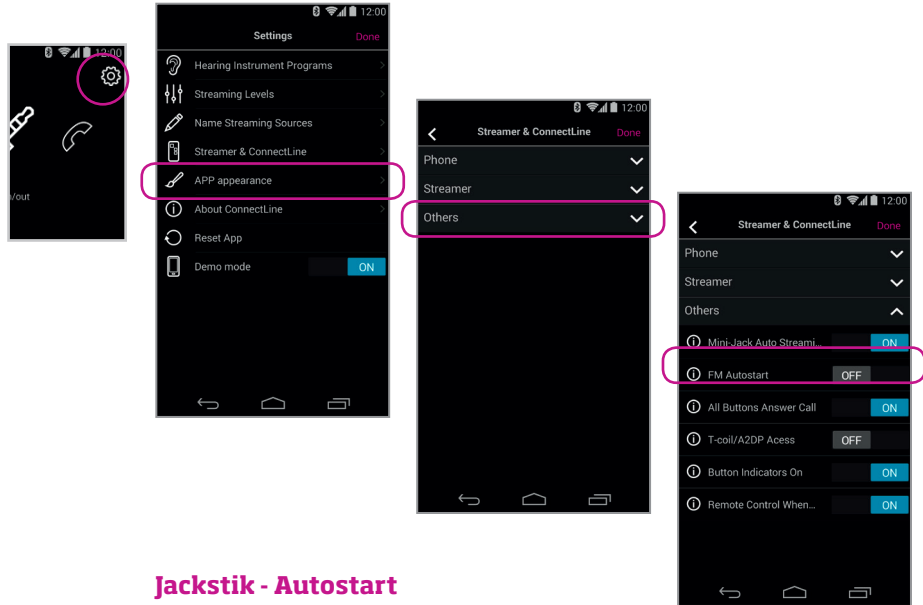 12:00
/out
12:00
Settings Done
Hearing Instrument Programs
Streaming Levels
Name Streaming Sources
Streamer & ConnectLine
APP appearance
About ConnectLine
Reset App
Demo mode ON
12:00
Streamer & ConnectLine Done
Phone
Streamer
Others
12:00
Streamer & ConnectLine Done
Phone
Streamer
Others
Mini-Jack Auto Streami... ON
FM Autostart OFF
All Buttons Answer Call ON
T-coil/A2DP Acess OFF
Button Indicators On ON
Remote Control When... ON
Jackstik - Autostart